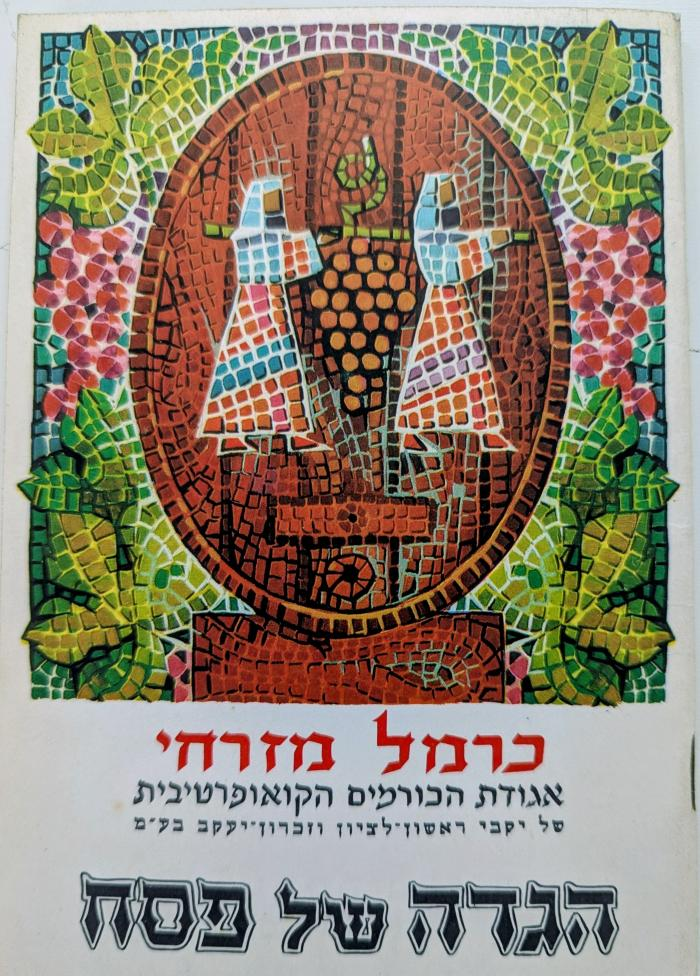 כרמל מזרחי
אגודת הכורמים הקואופרטיבית
של יקבי ראשון־לציון וזכרון־יעקב בע״מ
הגדה של פסח